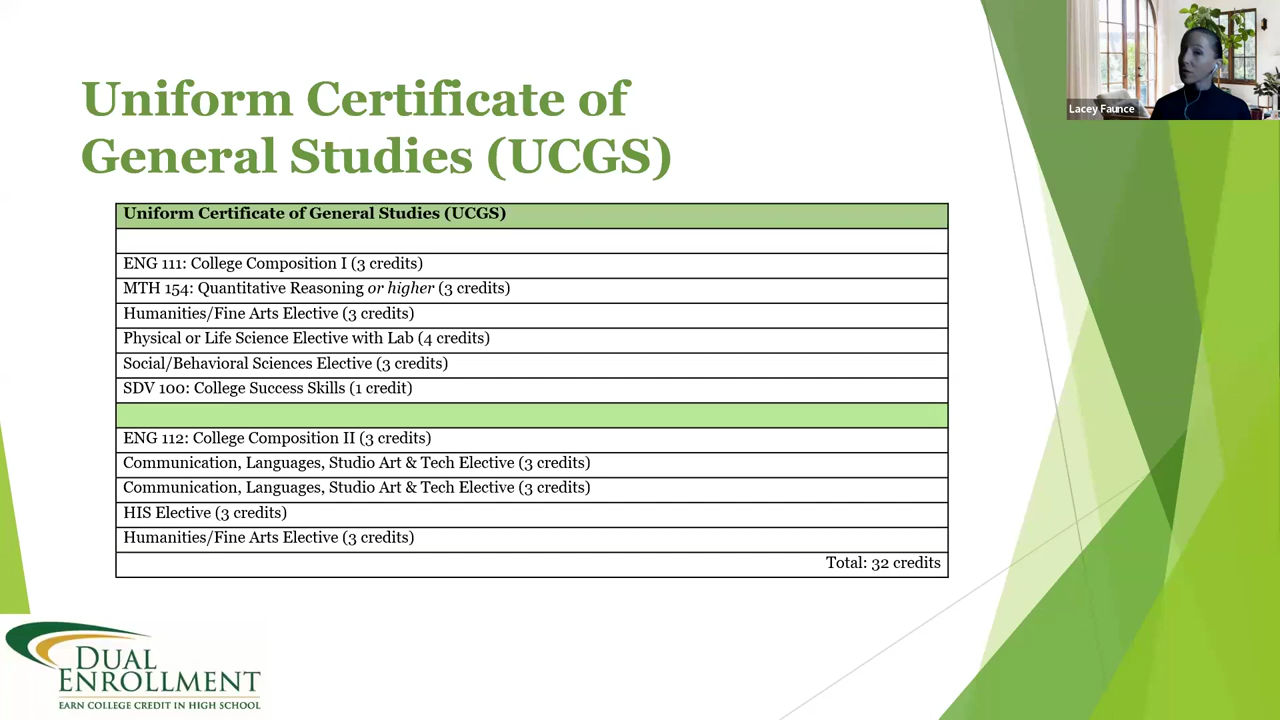 Uniform Certificate of
General Studies (UCGS)
Lacey Faunce
Uniform Certificate of General Studies (UCGS)
ENG 111: College Composition I (3 credits)
MTH 154: Quantitative Reasoning or higher (3 credits)
Humanities/Fine Arts Elective (3 credits)
Physical or Life Science Elective with Lab (4 credits)
Social/Behavioral Sciences Elective (3 credits)
SDV 100: College Success Skills (1 credit)
ENG 112: College Composition II (3 credits)
Communication, Languages, Studio Art & Tech Elective (3 credits)
Communication, Languages, Studio Art & Tech Elective (3 credits)
HIS Elective (3 credits)
Humanities/Fine Arts Elective (3 credits)
Total: 32 credits
DUAL
ENROLLMENT
EARN COLLEGE CREDIT IN HIGH SCHOOL